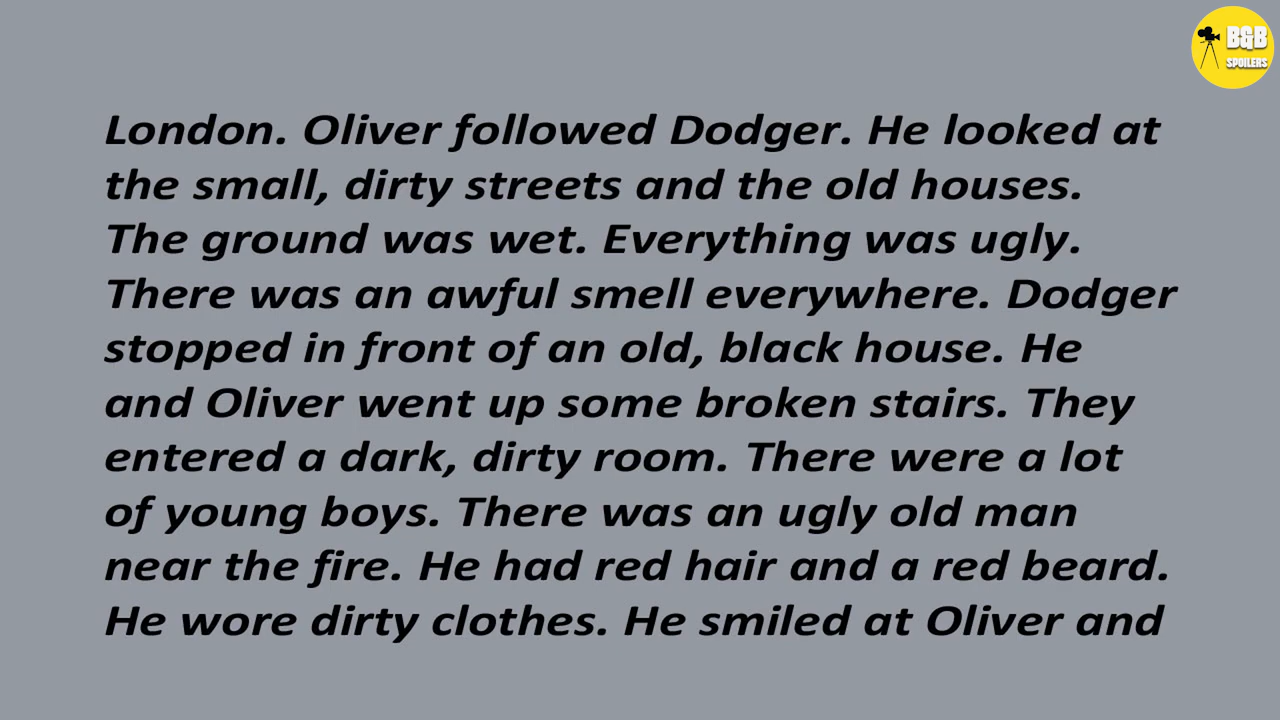 B&B
SPOILERS
London. Oliver followed Dodger. He looked at
the small, dirty streets and the old houses.
The ground was wet. Everything was ugly.
There was an awful smell everywhere. Dodger
stopped in front of an old, black house. He
and Oliver went up some broken stairs. They
entered a dark, dirty room. There were a lot
of young boys. There was an ugly old man
near the fire. He had red hair and a red beard.
He wore dirty clothes. He smiled at Oliver and